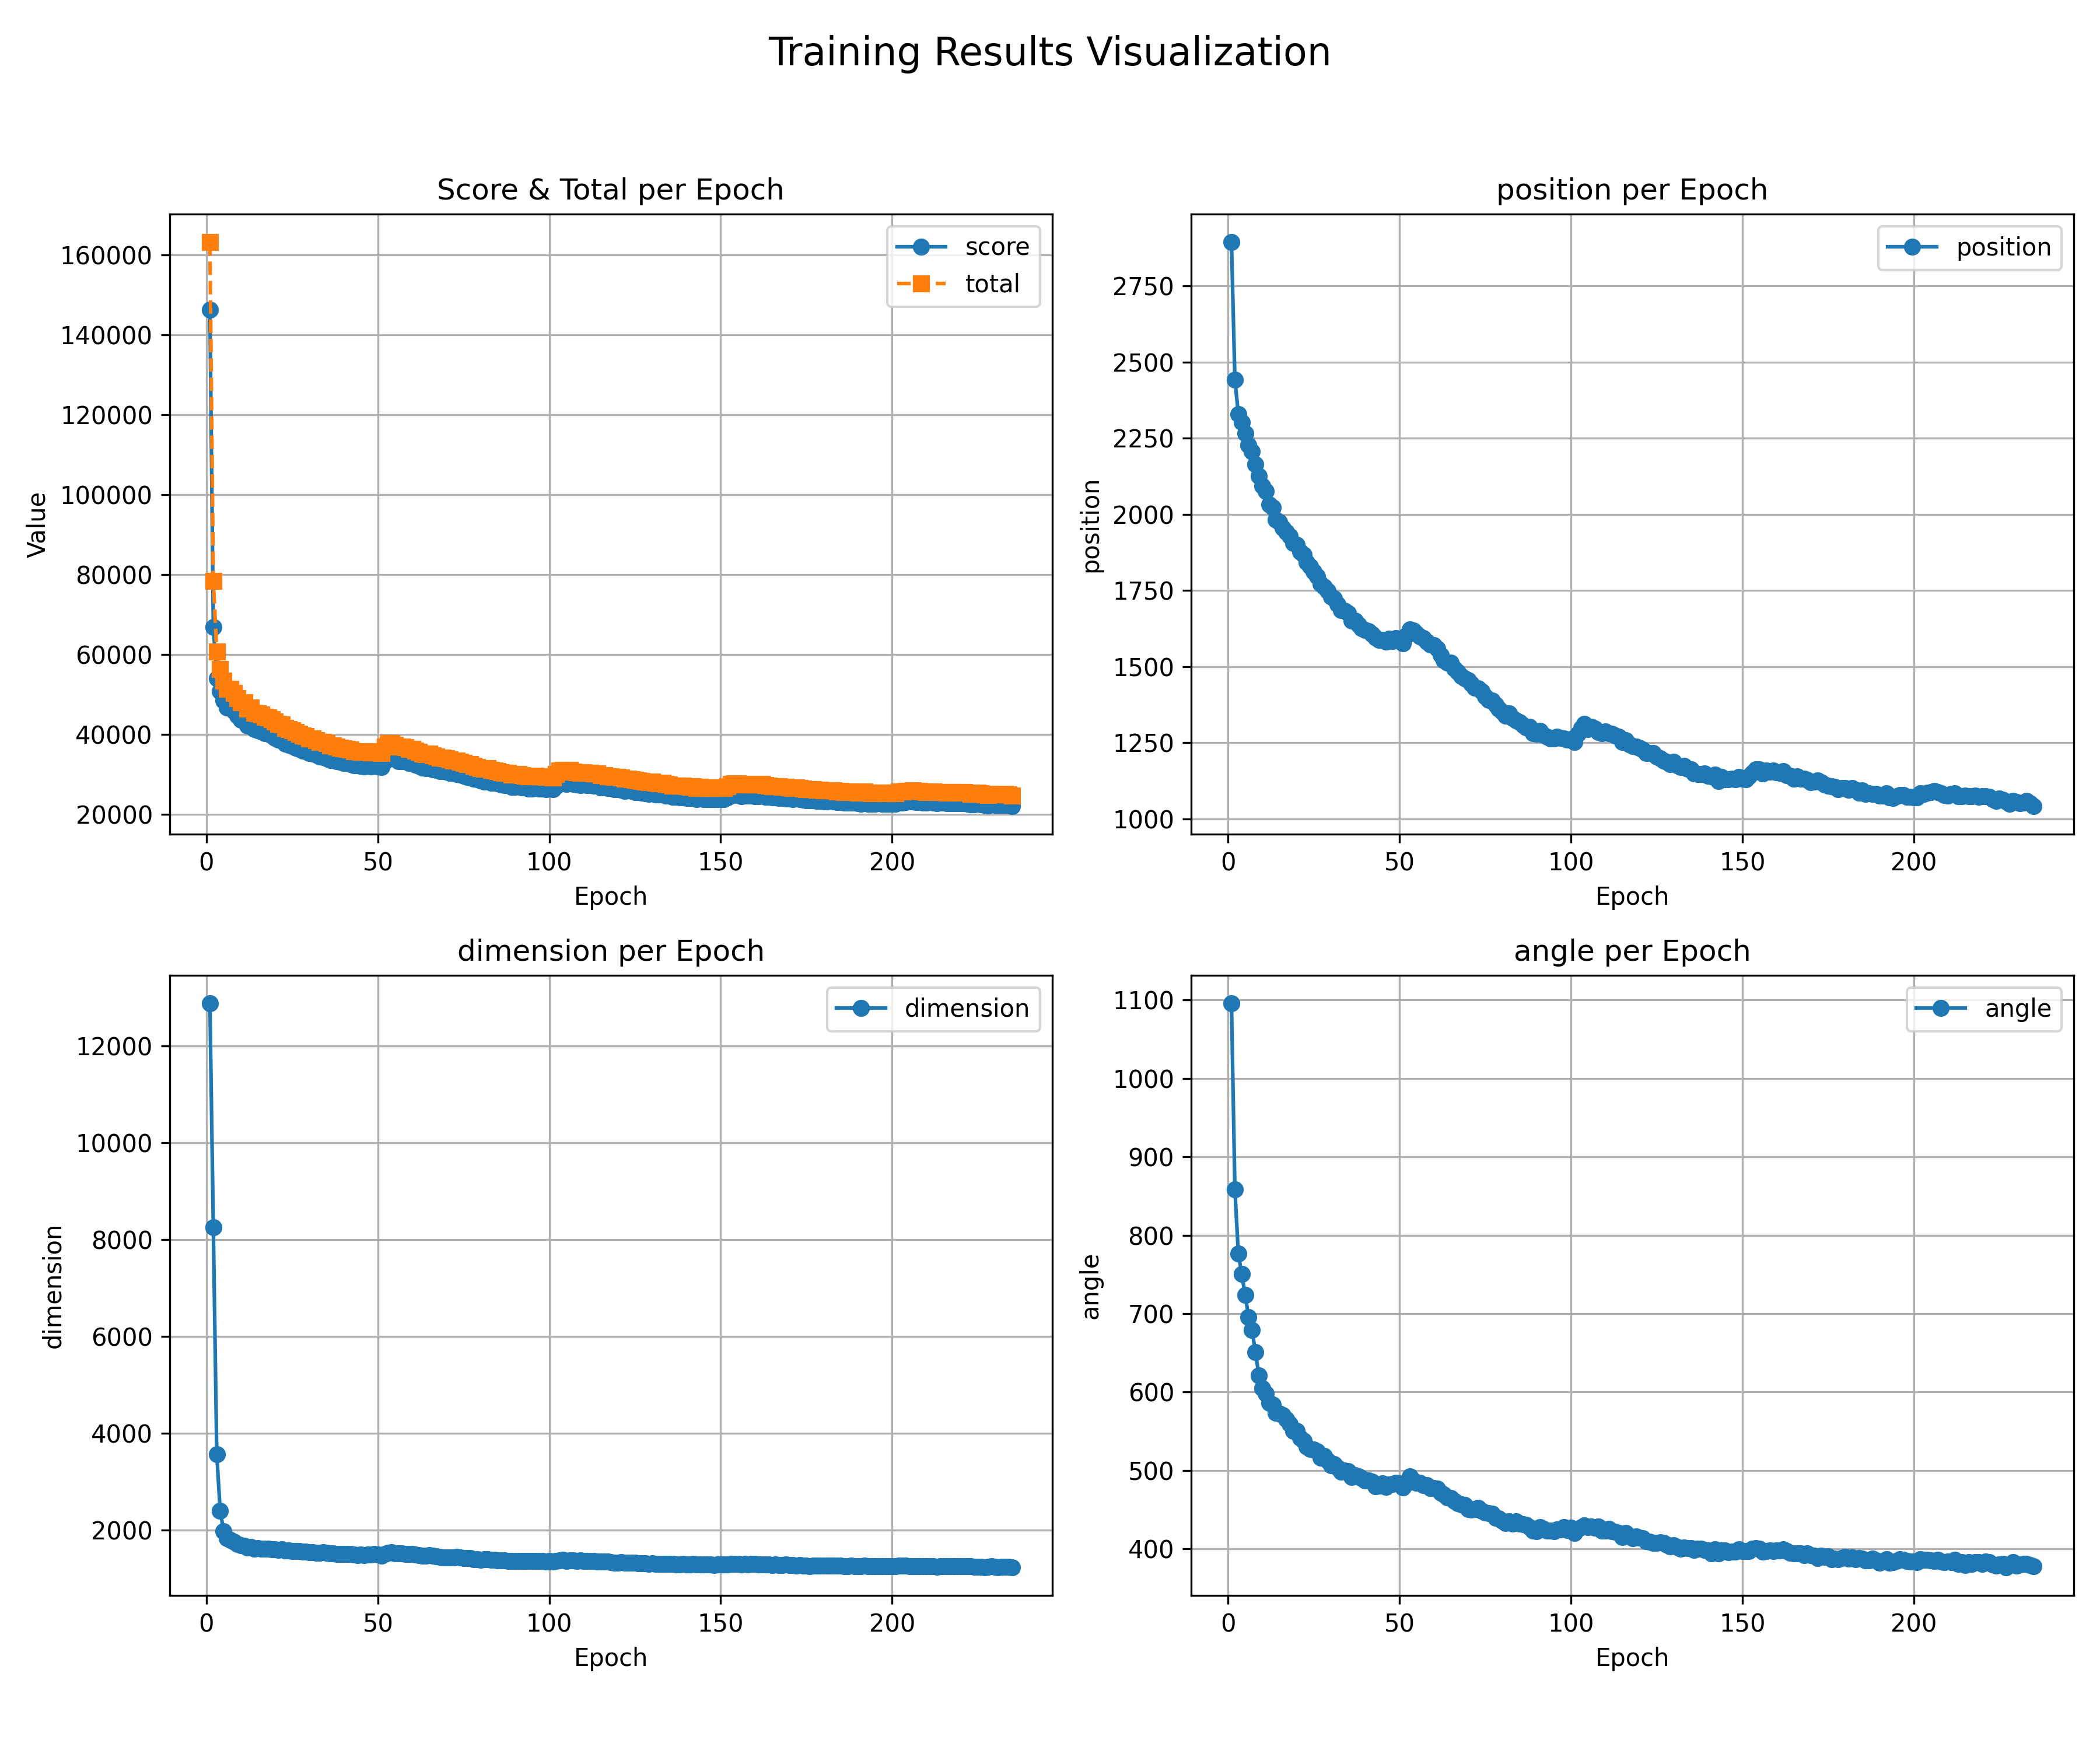 Training Results Visualization
Score & Total per Epoch
160000
140000
120000
100000
80000
60000
40000
20000
Value
0 50 100 150 200
Epoch
score
total
position per Epoch
2750
2500
2250
2000
1750
1500
1250
1000
position
0 50 100 150 200
Epoch
position
dimension per Epoch
12000
10000
8000
6000
4000
2000
dimension
0 50 100 150 200
Epoch
dimension
angle per Epoch
1100
1000
900
800
700
600
500
400
angle
0 50 100 150 200
Epoch
angle